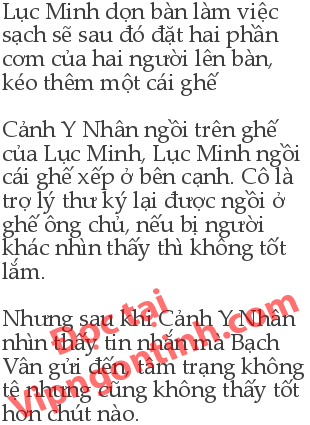 Lục Minh dọn bàn làm việc
sạch sẽ sau đó đặt hai phần
cơm của hai người lên bàn,
kéo thêm một cái ghế

Cảnh Y Nhân ngồi trên ghế
của Lục Minh, Lục Minh ngồi
cái ghế xếp ở bên cạnh. Cô là
trợ lý thư ký lại được ngồi ở
ghế ông chủ, nếu bị người
khác nhìn thấy thì không tốt
lắm.

Nhưng sau khi Cảnh Y Nhân
nhìn thấy tin nhắn mà Bạch
Vân gửi đến, tâm trạng không
tệ nhưng cũng không thấy tốt
hơn chút nào.
Đọc tại
Vipngontinh.com